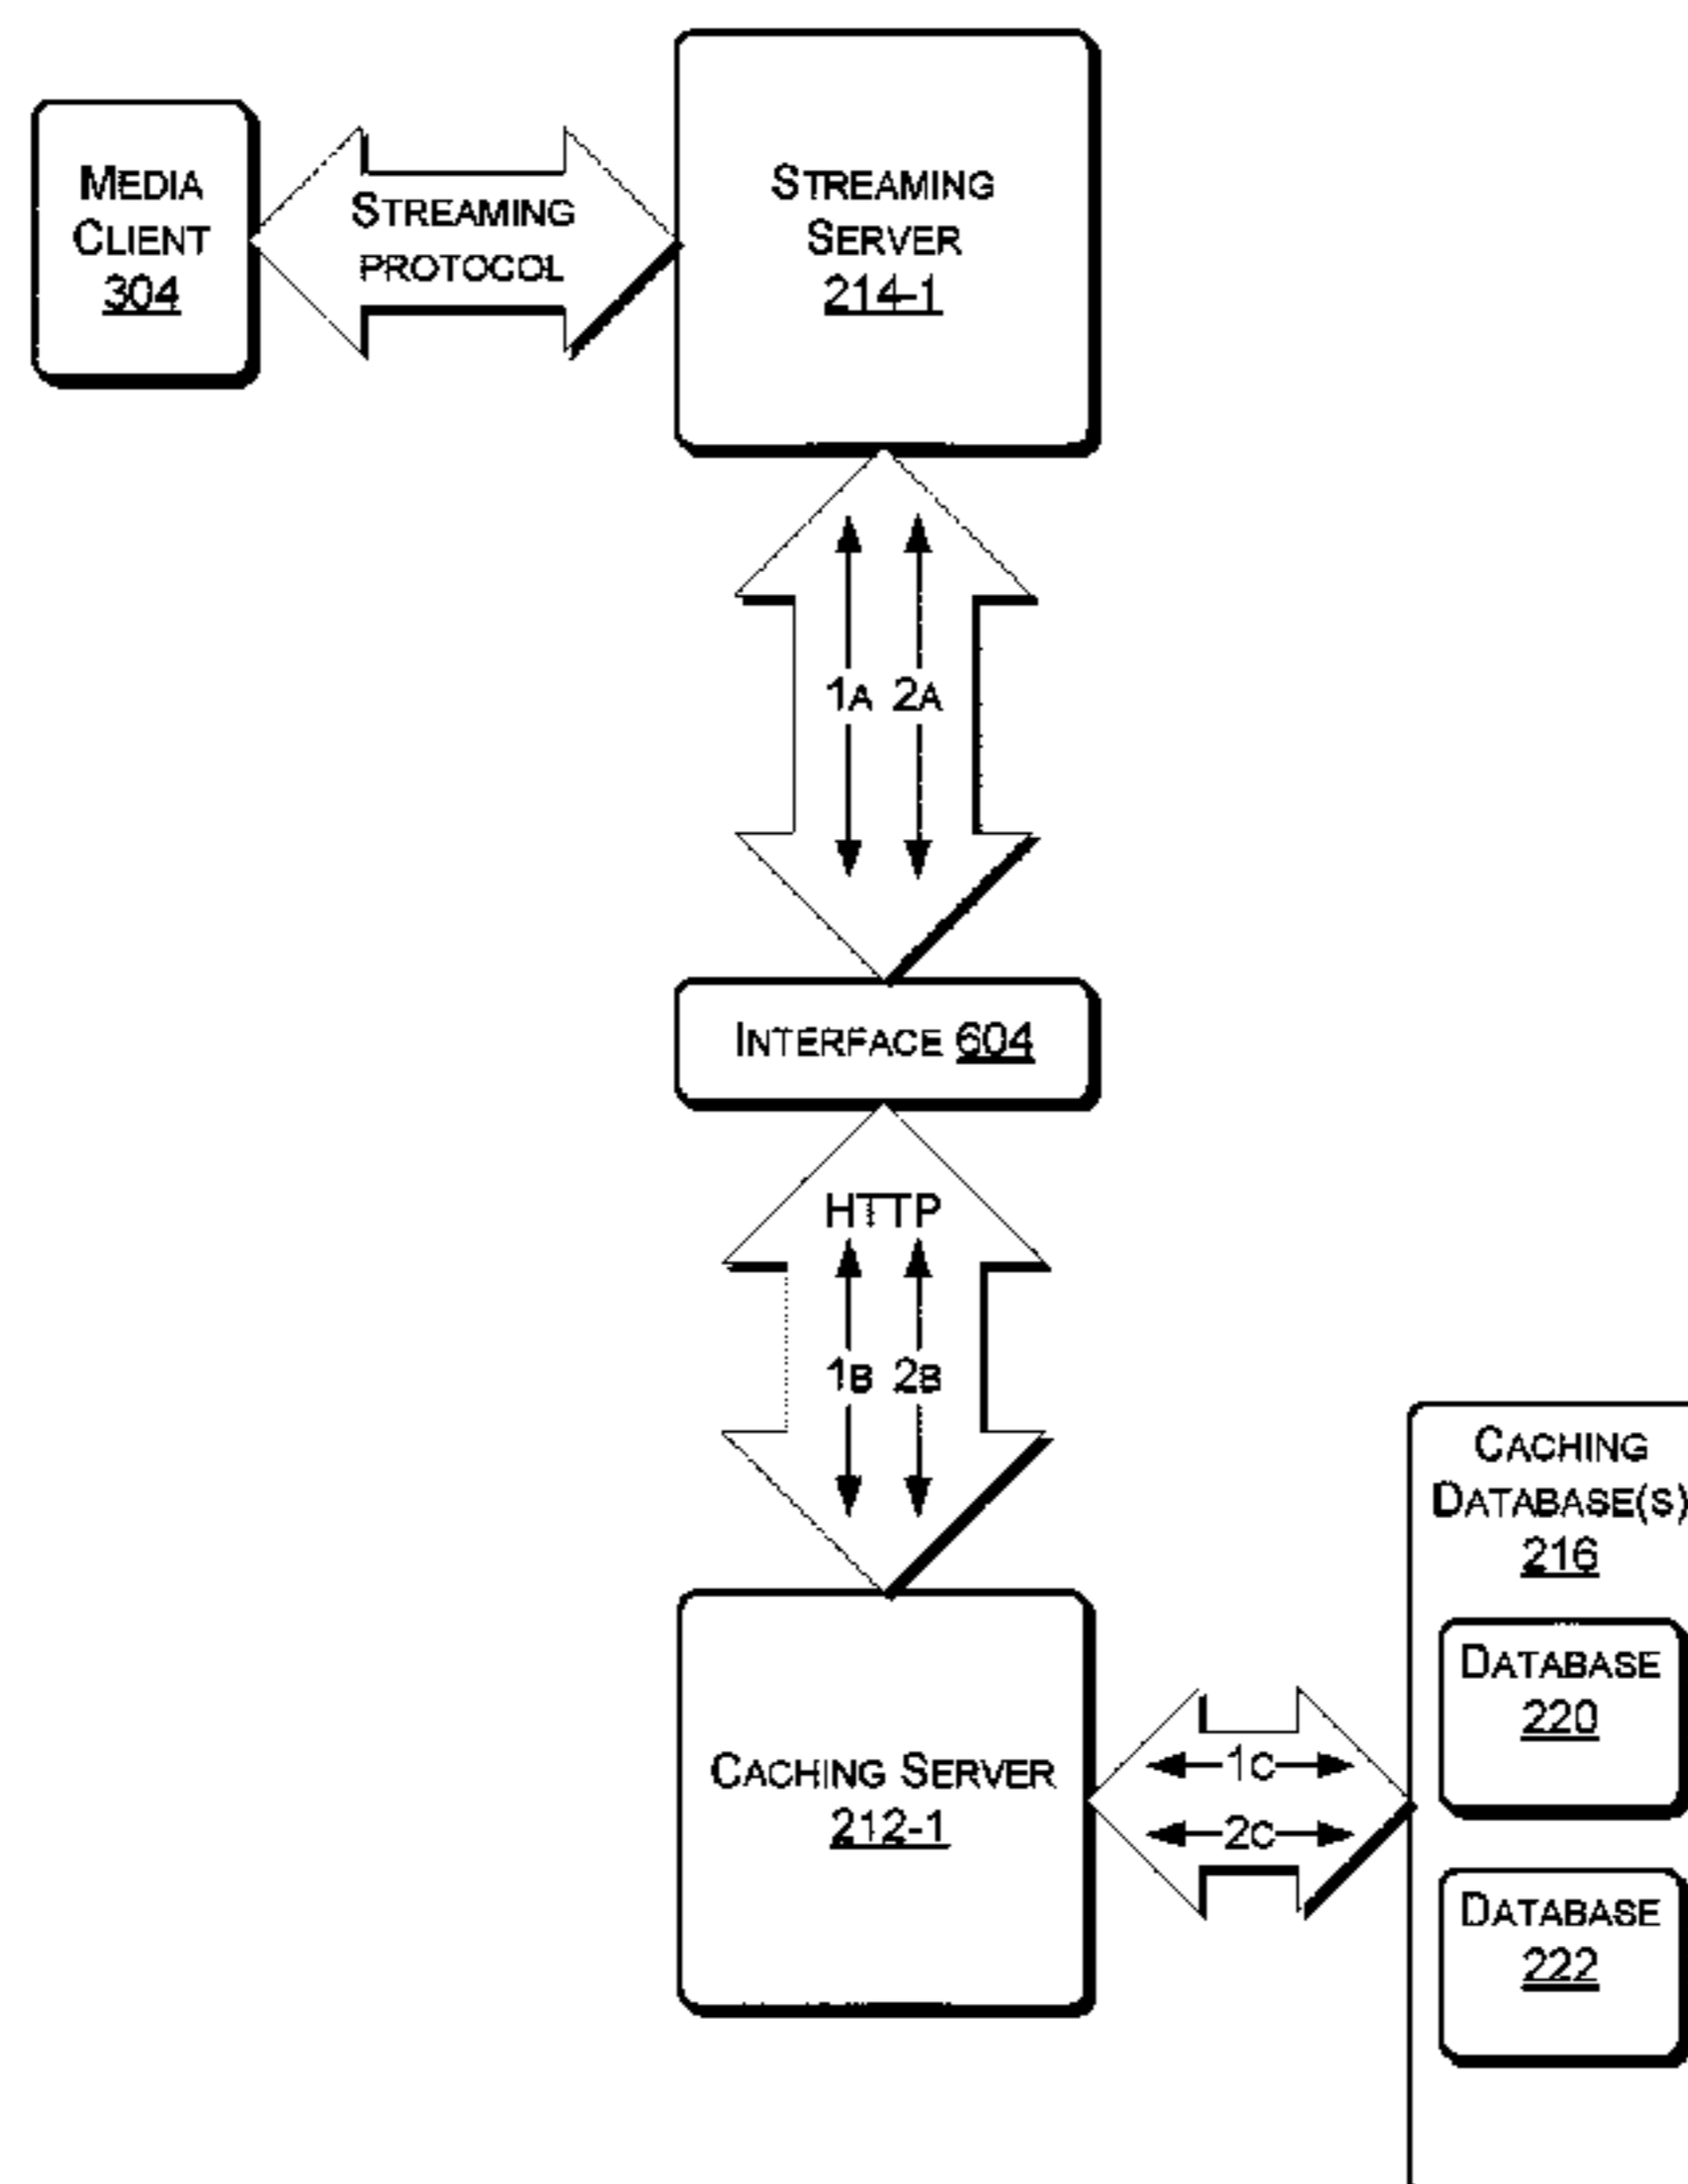 MEDIA
CLIENT
304
STREAMING
PROTOCOL
STREAMING
SERVER
214-1
1A 2A
INTERFACE 604
HTTP
1B 2B
CACHING SERVER
212-1
1C
2C
CACHING
DATABASE(S)
216
DATABASE
220
DATABASE
222